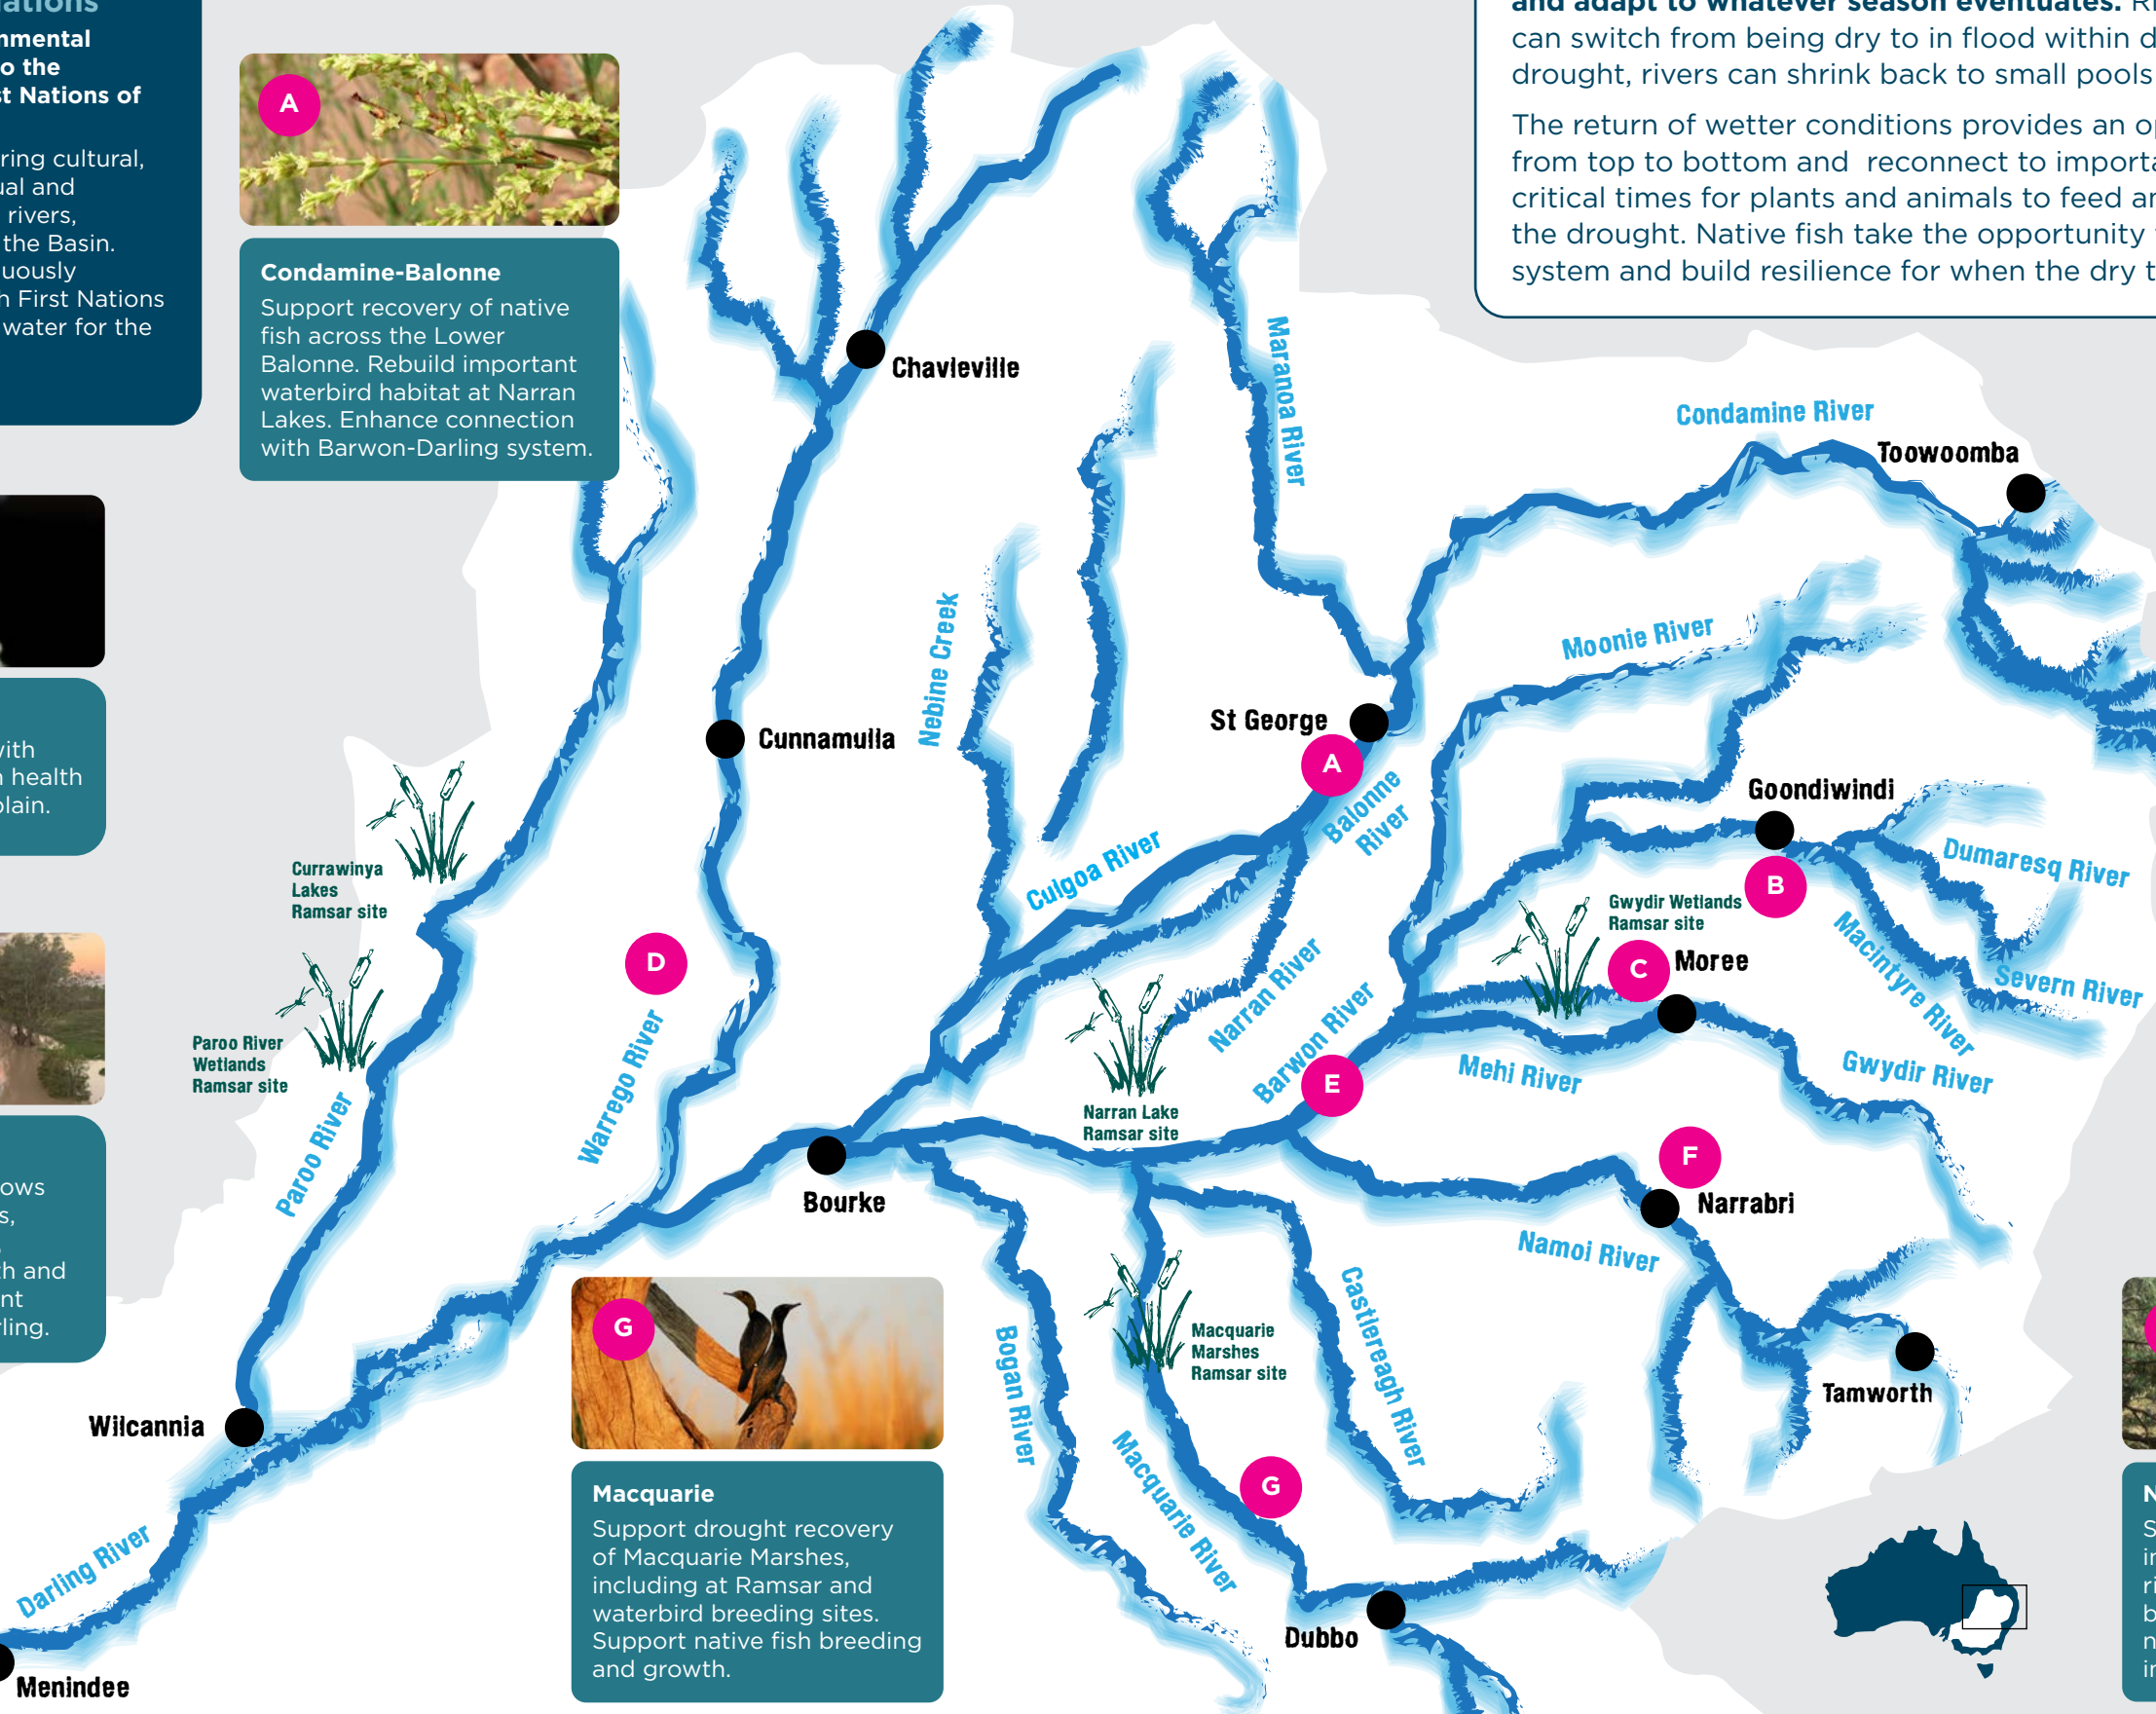 nmental
o the
st Nations of
ring cultural,
ual and
rivers,
the Basin.
uously
h First Nations
water for the
A
Condamine-Balonne
Support recovery of native
fish across the Lower
Balonne. Rebuild important
waterbird habitat at Narran
Lakes. Enhance connection
with Barwon-Darling system.
and adapt to whatever season eventuates.
can switch from being dry to in flood within d
drought, rivers can shrink back to small pools
The return of wetter conditions provides an o
from top to bottom and reconnect to importa
critical times for plants and animals to feed a
the drought. Native fish take the opportunity
system and build resilience for when the dry t
with
n health
plain.
ows
s,
th and
nt
rling.
Chavleville
Maranoa River
Condamine River
Toowoomba
Nebine Creek
Moonie River
Cunnamulla
St George
A
Balonne
River
Goondiwindi
B
Dumaresq River
Culgoa River
Currawinya
Lakes
Ramsar site
Gwydir Wetlands
Ramsar site
C
Moree
Macintyre River
Severn River
D
Narran River
Paroo River
Wetlands
Ramsar site
Warrego River
Barwon River
E
Mehi River
Gwydir River
Narran Lake
Ramsar site
Paroo River
F
Narrabri
Bourke
Namoi River
G
Bogan River
Macquarie
Marshes
Ramsar site
Castlereagh River
Tamworth
Wilcannia
Macquarie River
G
Macquarie
Support drought recovery
of Macquarie Marshes,
including at Ramsar and
waterbird breeding sites.
Support native fish breeding
and growth.
Darling River
Dubbo
Menindee
N
S
in
ri
b
n
in